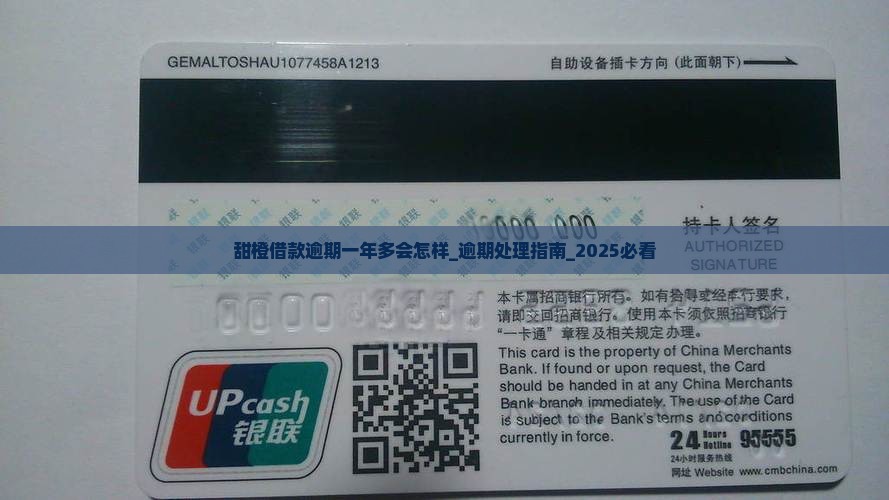 GEMALTOSHAU1077458A1213
自助设备插卡方向 (此面朝下)
000 000
持卡人签名
AUTHORIZED
SIGNATURE
甜橙借款逾期一年多会怎样_逾期处理指南_2025必看
本卡属招商银行所有。如有拾得或经本行要求，
请即交回招商银行。使用本卡须依照招商银行
“一卡通”章程及相关规定办理。
This card is the property of China Merchants
Bank. If found or upon request, the Card
should be handed in at any China Merchants
Bank branch immediately. The use of the Card
is subject to the Bank's terms and conditions
currently in force.
UPcash
银联
24 Hours Hotline 95555
24小时服务热线
网址 Website www.cmbchina.com